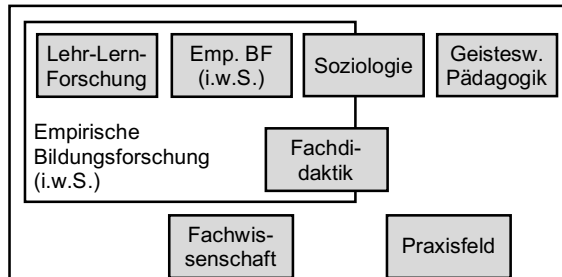 Lehr-Lern-
Forschung
Emp. BF
(i.w.S.)
Soziologie
Geistesw.
Pädagogik
Empirische
Bildungsforschung
(i.w.S.)
Fachdi-
daktik
Fachwis-
senschaft
Praxisfeld